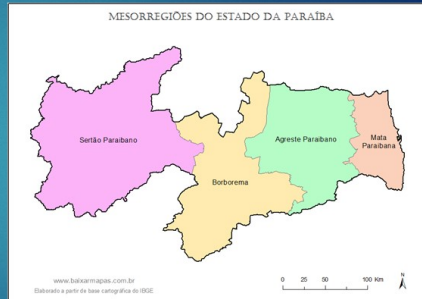 MESORREGIÕES DO ESTADO DA PARAÍBA
Sertão Paraibano
Agreste Paraibano
Mata
Paraibana
Borborema
www.baixarmapas.com.br
Elaborado a partir de base cartográfica do IBGE
0 25 50 100 Km
N